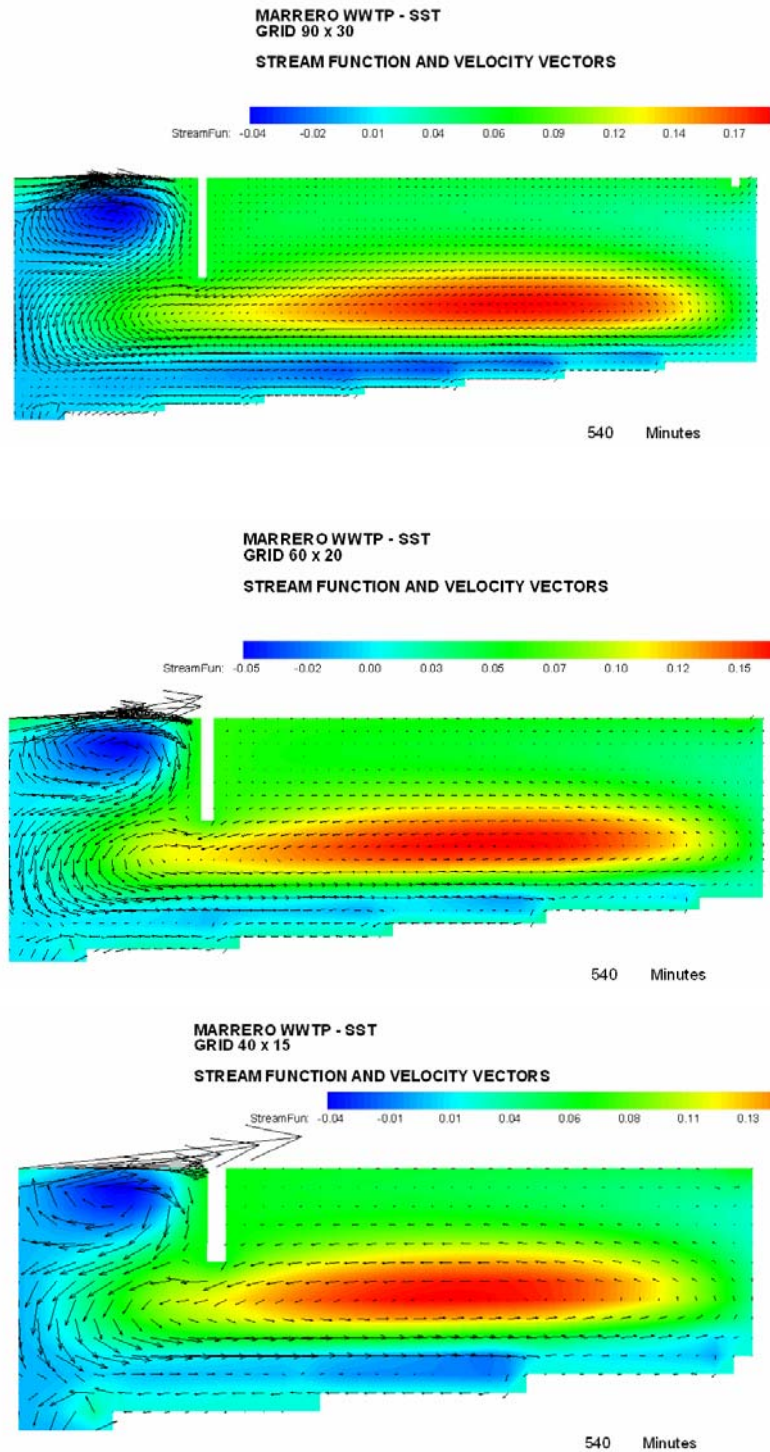 MARRERO WWTP - SST
GRID 90 x 30
STREAM FUNCTION AND VELOCITY VECTORS
StreamFun: -0.04 -0.02 0.01 0.04 0.06 0.09 0.12 0.14 0.17
540 Minutes
MARRERO WWTP - SST
GRID 60 x 20
STREAM FUNCTION AND VELOCITY VECTORS
StreamFun: -0.05 -0.02 0.00 0.03 0.05 0.07 0.10 0.12 0.15
540 Minutes
MARRERO WWTP - SST
GRID 40 x 15
STREAM FUNCTION AND VELOCITY VECTORS
StreamFun: -0.04 -0.01 0.01 0.04 0.06 0.08 0.11 0.13
540 Minutes